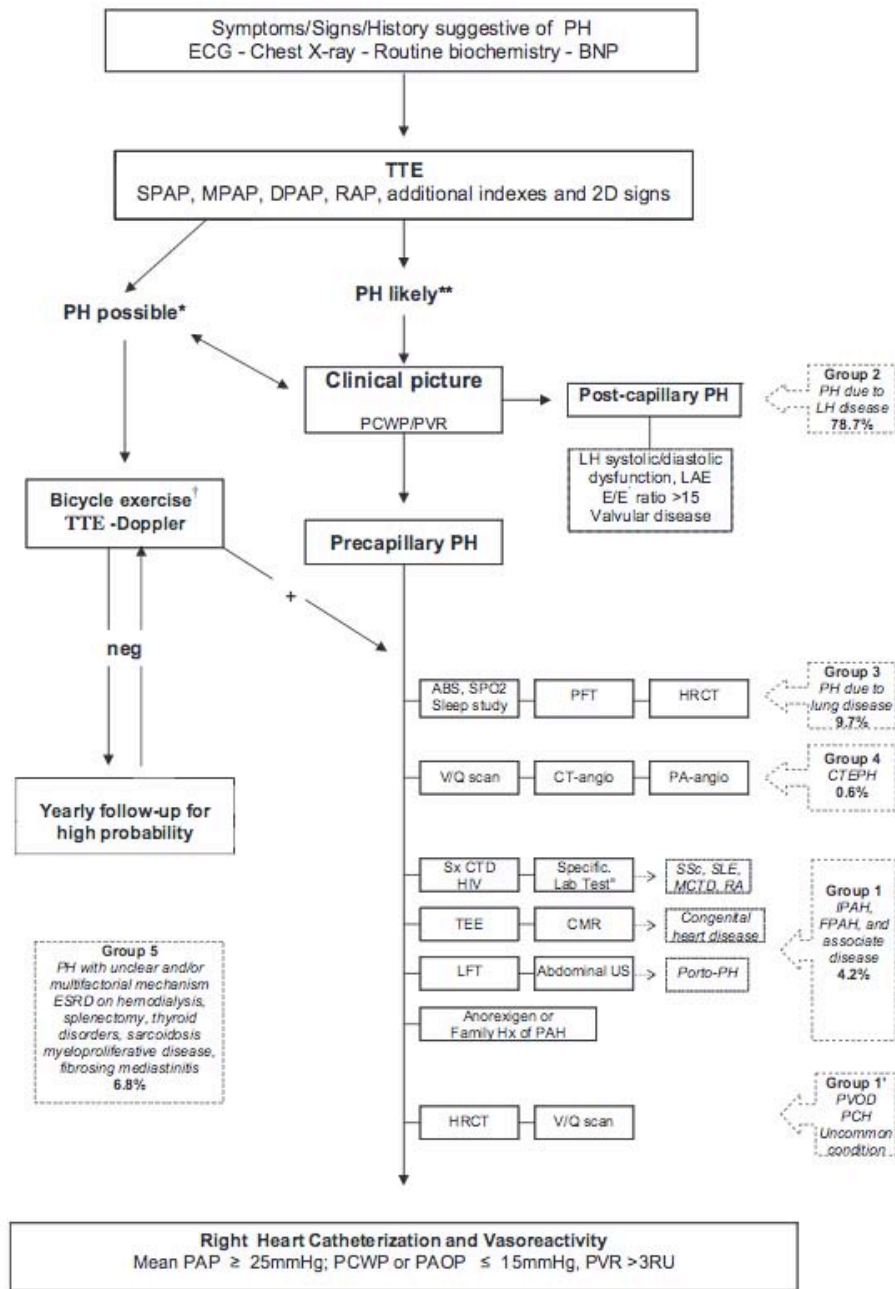 Symptoms/Signs/History suggestive of PH
ECG - Chest X-ray - Routine biochemistry - BNP
TTE
SPAP, MPAP, DPAP, RAP, additional indexes and 2D signs
PH possible*
PH likely**
Clinical picture
PCWP/PVR
Post-capillary PH
Group 2
PH due to
LH disease
78.7%
LH systolic/diastolic
dysfunction, LAE
E/E' ratio >15
Valvular disease
Bicycle exercise†
TTE -Doppler
Precapillary PH
+
neg
Yearly follow-up for
high probability
ABS, SPO2
Sleep study
PFT
HRCT
Group 3
PH due to
lung disease
9.7%
V/Q scan
CT-angio
PA-angio
Group 4
CTEPH
0.6%
Sx CTD
HIV
Specific.
Lab Test"
SSc, SLE,
MCTD, RA
TEE
CMR
Congenital
heart disease
LFT
Abdominal US
Porto-PH
Anorexigen or
Family Hx of PAH
Group 1
IPAH,
FPAH, and
associate
disease
4.2%
Group 5
PH with unclear and/or
multifactorial mechanism
ESRD on hemodialysis,
splenectomy, thyroid
disorders, sarcoidosis
myeloproliferative disease,
fibrosing mediastinitis
6.8%
HRCT
V/Q scan
Group 1'
PVOD
PCH
Uncommon
condition
Right Heart Catheterization and Vasoreactivity
Mean PAP ≥ 25mmHg; PCWP or PAOP ≤ 15mmHg, PVR >3RU